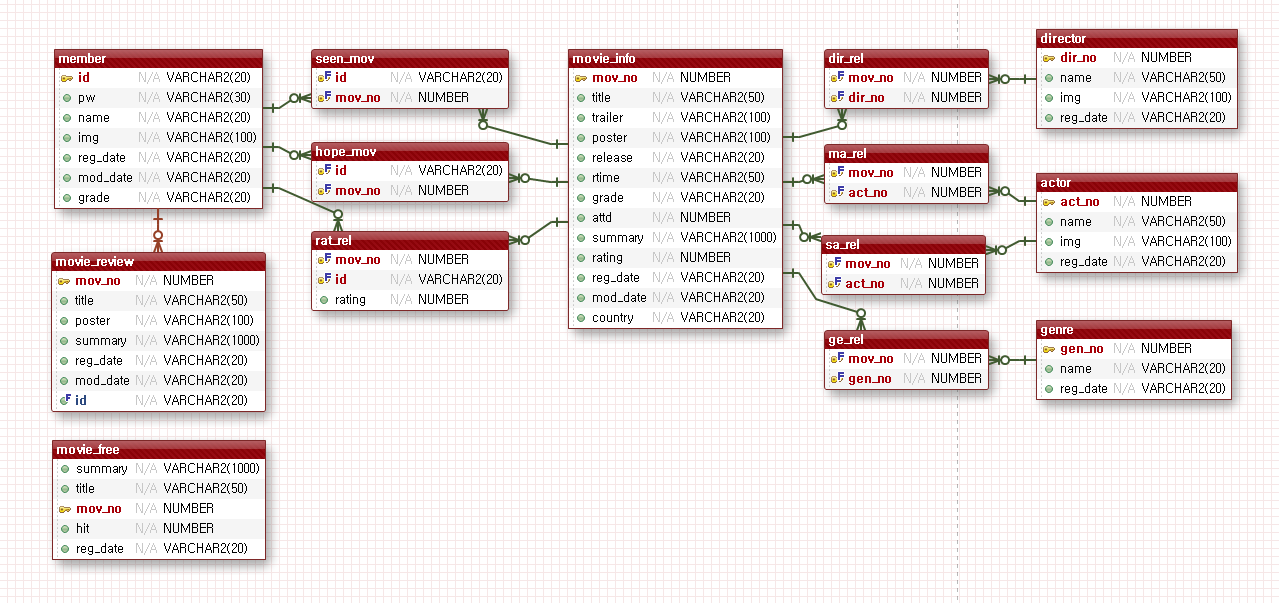 member
id N/A VARCHAR2(20)
pw N/A VARCHAR2(30)
name N/A VARCHAR2(20)
img N/A VARCHAR2(100)
reg_date N/A VARCHAR2(20)
mod_date N/A VARCHAR2(20)
grade N/A VARCHAR2(20)
movie_review
mov_no N/A NUMBER
title N/A VARCHAR2(50)
poster N/A VARCHAR2(100)
summary N/A VARCHAR2(1000)
reg_date N/A VARCHAR2(20)
mod_date N/A VARCHAR2(20)
id N/A VARCHAR2(20)
movie_free
summary N/A VARCHAR2(1000)
title N/A VARCHAR2(50)
mov_no N/A NUMBER
hit N/A NUMBER
reg_date N/A VARCHAR2(20)
seen_mov
id N/A VARCHAR2(20)
mov_no N/A NUMBER
hope_mov
id N/A VARCHAR2(20)
mov_no N/A NUMBER
rat_rel
mov_no N/A NUMBER
id N/A VARCHAR2(20)
rating N/A NUMBER
movie_info
mov_no N/A NUMBER
title N/A VARCHAR2(50)
trailer N/A VARCHAR2(100)
poster N/A VARCHAR2(100)
release N/A VARCHAR2(20)
rtime N/A VARCHAR2(50)
grade N/A VARCHAR2(20)
attd N/A NUMBER
summary N/A VARCHAR2(1000)
rating N/A NUMBER
reg_date N/A VARCHAR2(20)
mod_date N/A VARCHAR2(20)
country N/A VARCHAR2(20)
dir_rel
mov_no N/A NUMBER
dir_no N/A NUMBER
ma_rel
mov_no N/A NUMBER
act_no N/A NUMBER
sa_rel
mov_no N/A NUMBER
act_no N/A NUMBER
ge_rel
mov_no N/A NUMBER
gen_no N/A NUMBER
director
dir_no N/A NUMBER
name N/A VARCHAR2(50)
img N/A VARCHAR2(100)
reg_date N/A VARCHAR2(20)
actor
act_no N/A NUMBER
name N/A VARCHAR2(50)
img N/A VARCHAR2(100)
reg_date N/A VARCHAR2(20)
genre
gen_no N/A NUMBER
name N/A VARCHAR2(20)
reg_date N/A VARCHAR2(20)